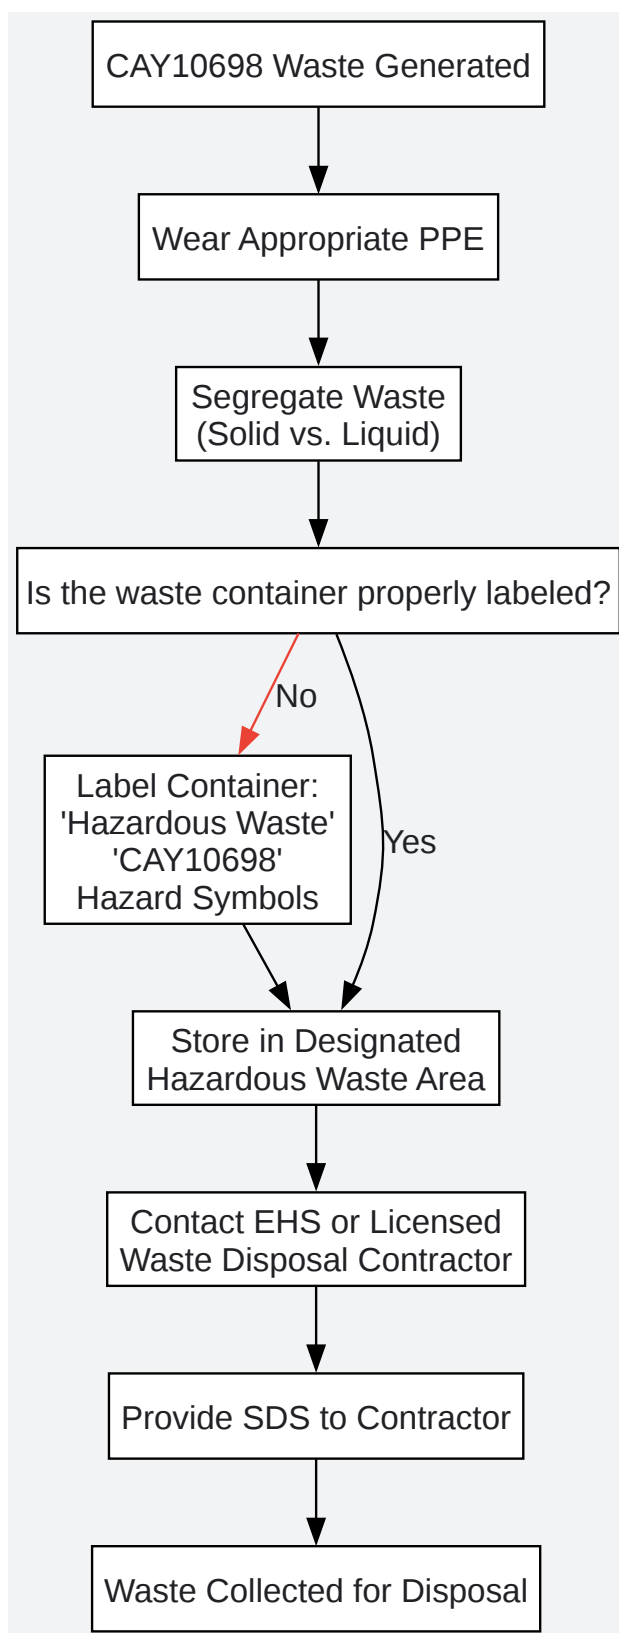 CAY10698 Waste Generated
Wear Appropriate PPE
Segregate Waste
(Solid vs. Liquid)
Is the waste container properly labeled?
No
Label Container:
'Hazardous Waste'
'CAY10698'
Hazard Symbols
Yes
Store in Designated
Hazardous Waste Area
Contact EHS or Licensed
Waste Disposal Contractor
Provide SDS to Contractor
Waste Collected for Disposal